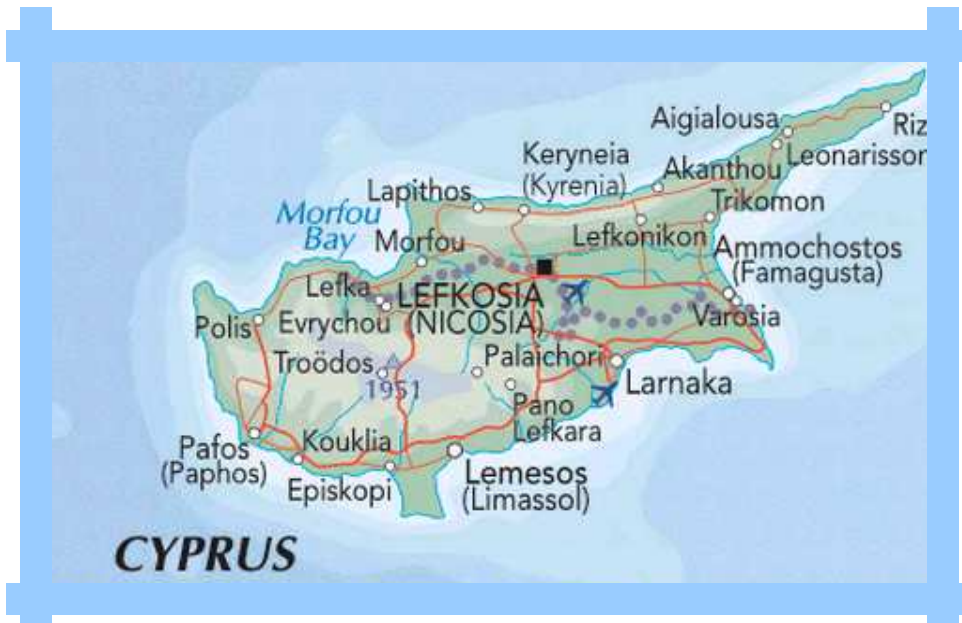 Aigialousa
Riz
Leonarissor
Keryneia
(Kyrenia)
Akanthou
Lapithos
Trikomon
Morfou
Bay
Morfou
Lefkonikon
Ammochostos
(Famagusta)
Lefka
LEFKOSIA
(NICOSIA)
Evrychou
Varosia
Polis
Troödos
1951
Palaichori
Larnaka
Pano
Lefkara
Pafos
(Paphos)
Kouklia
Episkopi
Lemesos
(Limassol)
CYPRUS